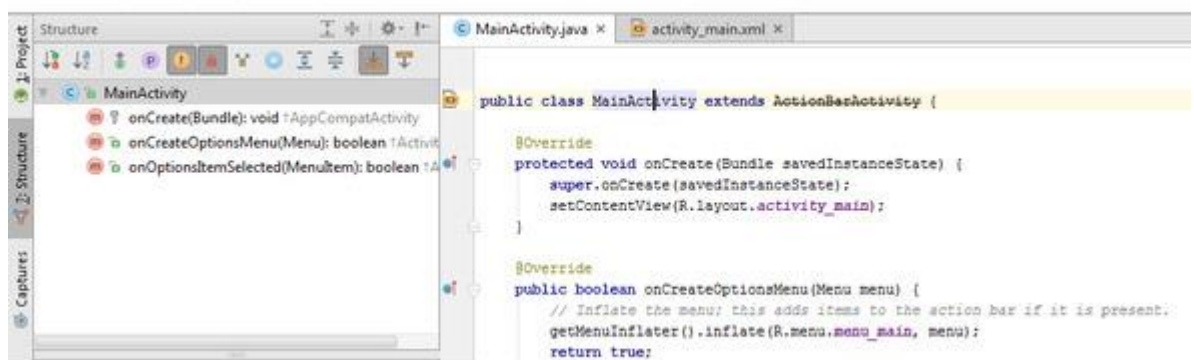 1: Project
2: Structure
Captures
Structure
MainActivity
onCreate(Bundle): void ↑AppCompatActivity
onCreateOptionsMenu(Menu): boolean ↑Activit
onOptionsItemSelected(MenuItem): boolean ↑A
MainActivity.java
activity_main.xml
public class MainActivity extends ActionBarActivity {
@Override
protected void onCreate(Bundle savedInstanceState) {
super.onCreate(savedInstanceState);
setContentView(R.layout.activity_main);
}
@Override
public boolean onCreateOptionsMenu(Menu menu) {
// Inflate the menu; this adds items to the action bar if it is present.
getMenuInflater().inflate(R.menu.menu_main, menu);
return true;